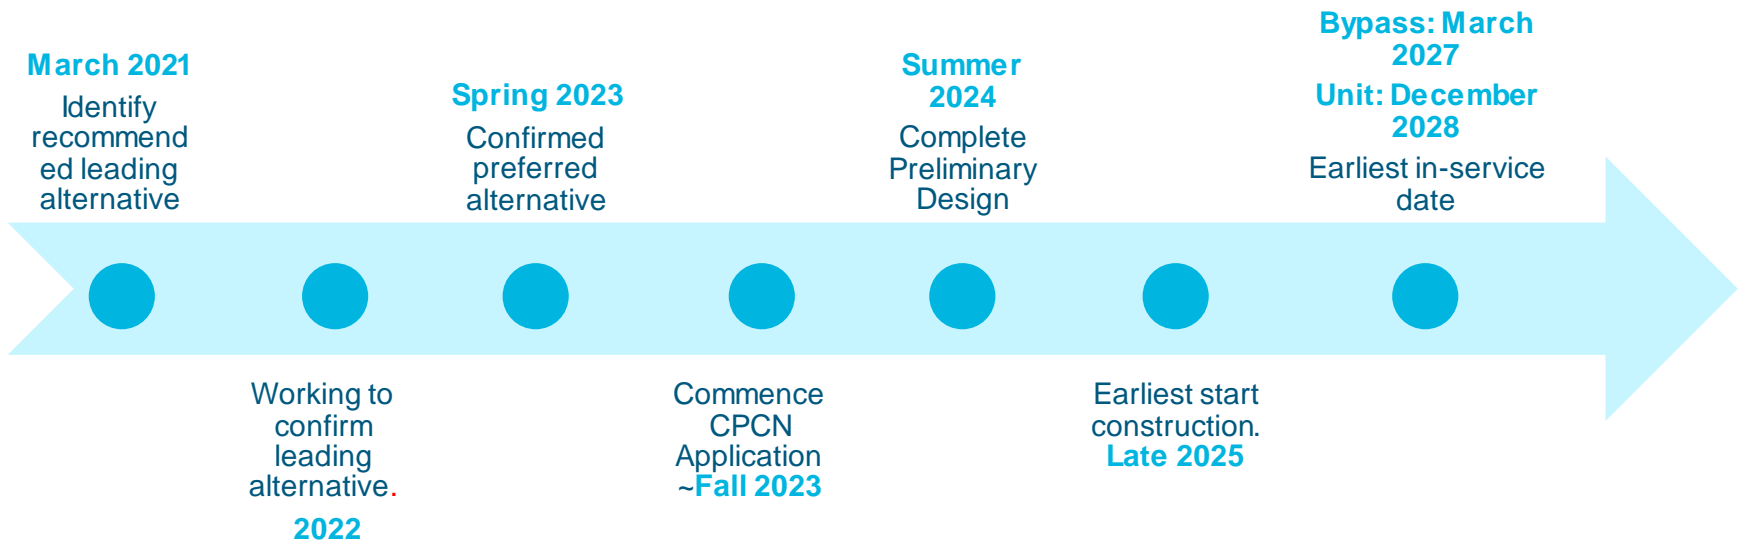 March 2021
Identify
recommend
ed leading
alternative
Working to
confirm
leading
alternative.
2022
Spring 2023
Confirmed
preferred
alternative
Commence
CPCN
Application
~Fall 2023
Summer
2024
Complete
Preliminary
Design
Earliest start
construction.
Late 2025
Bypass: March
2027
Unit: December
2028
Earliest in-service
date